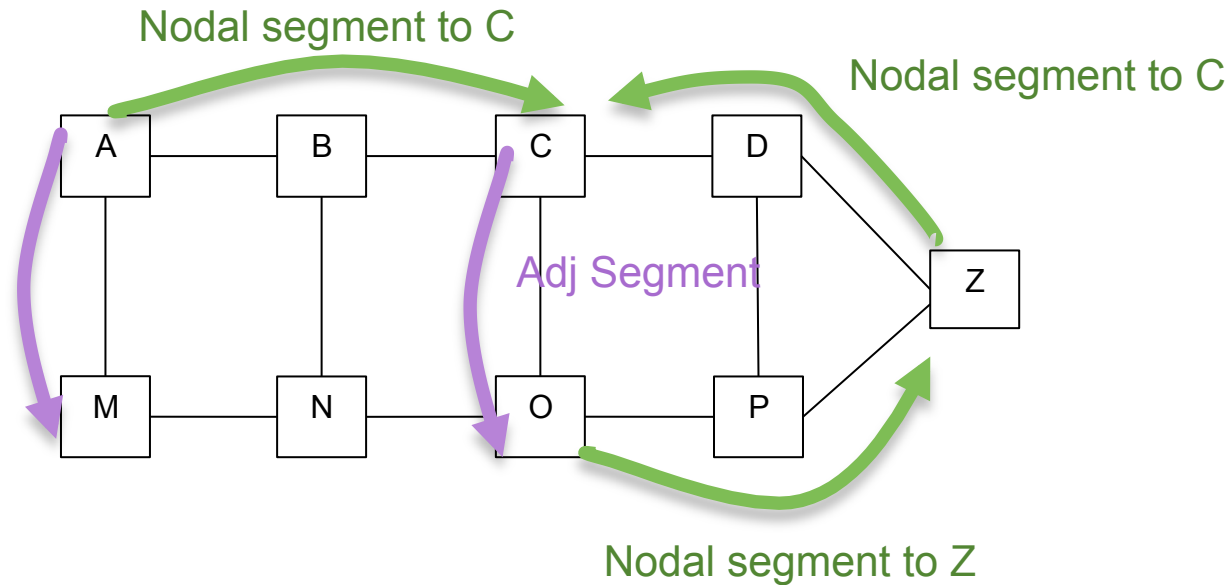 Nodal segment to C
Nodal segment to C
A
B
C
D
Adj Segment
Z
M
N
O
P
Nodal segment to Z